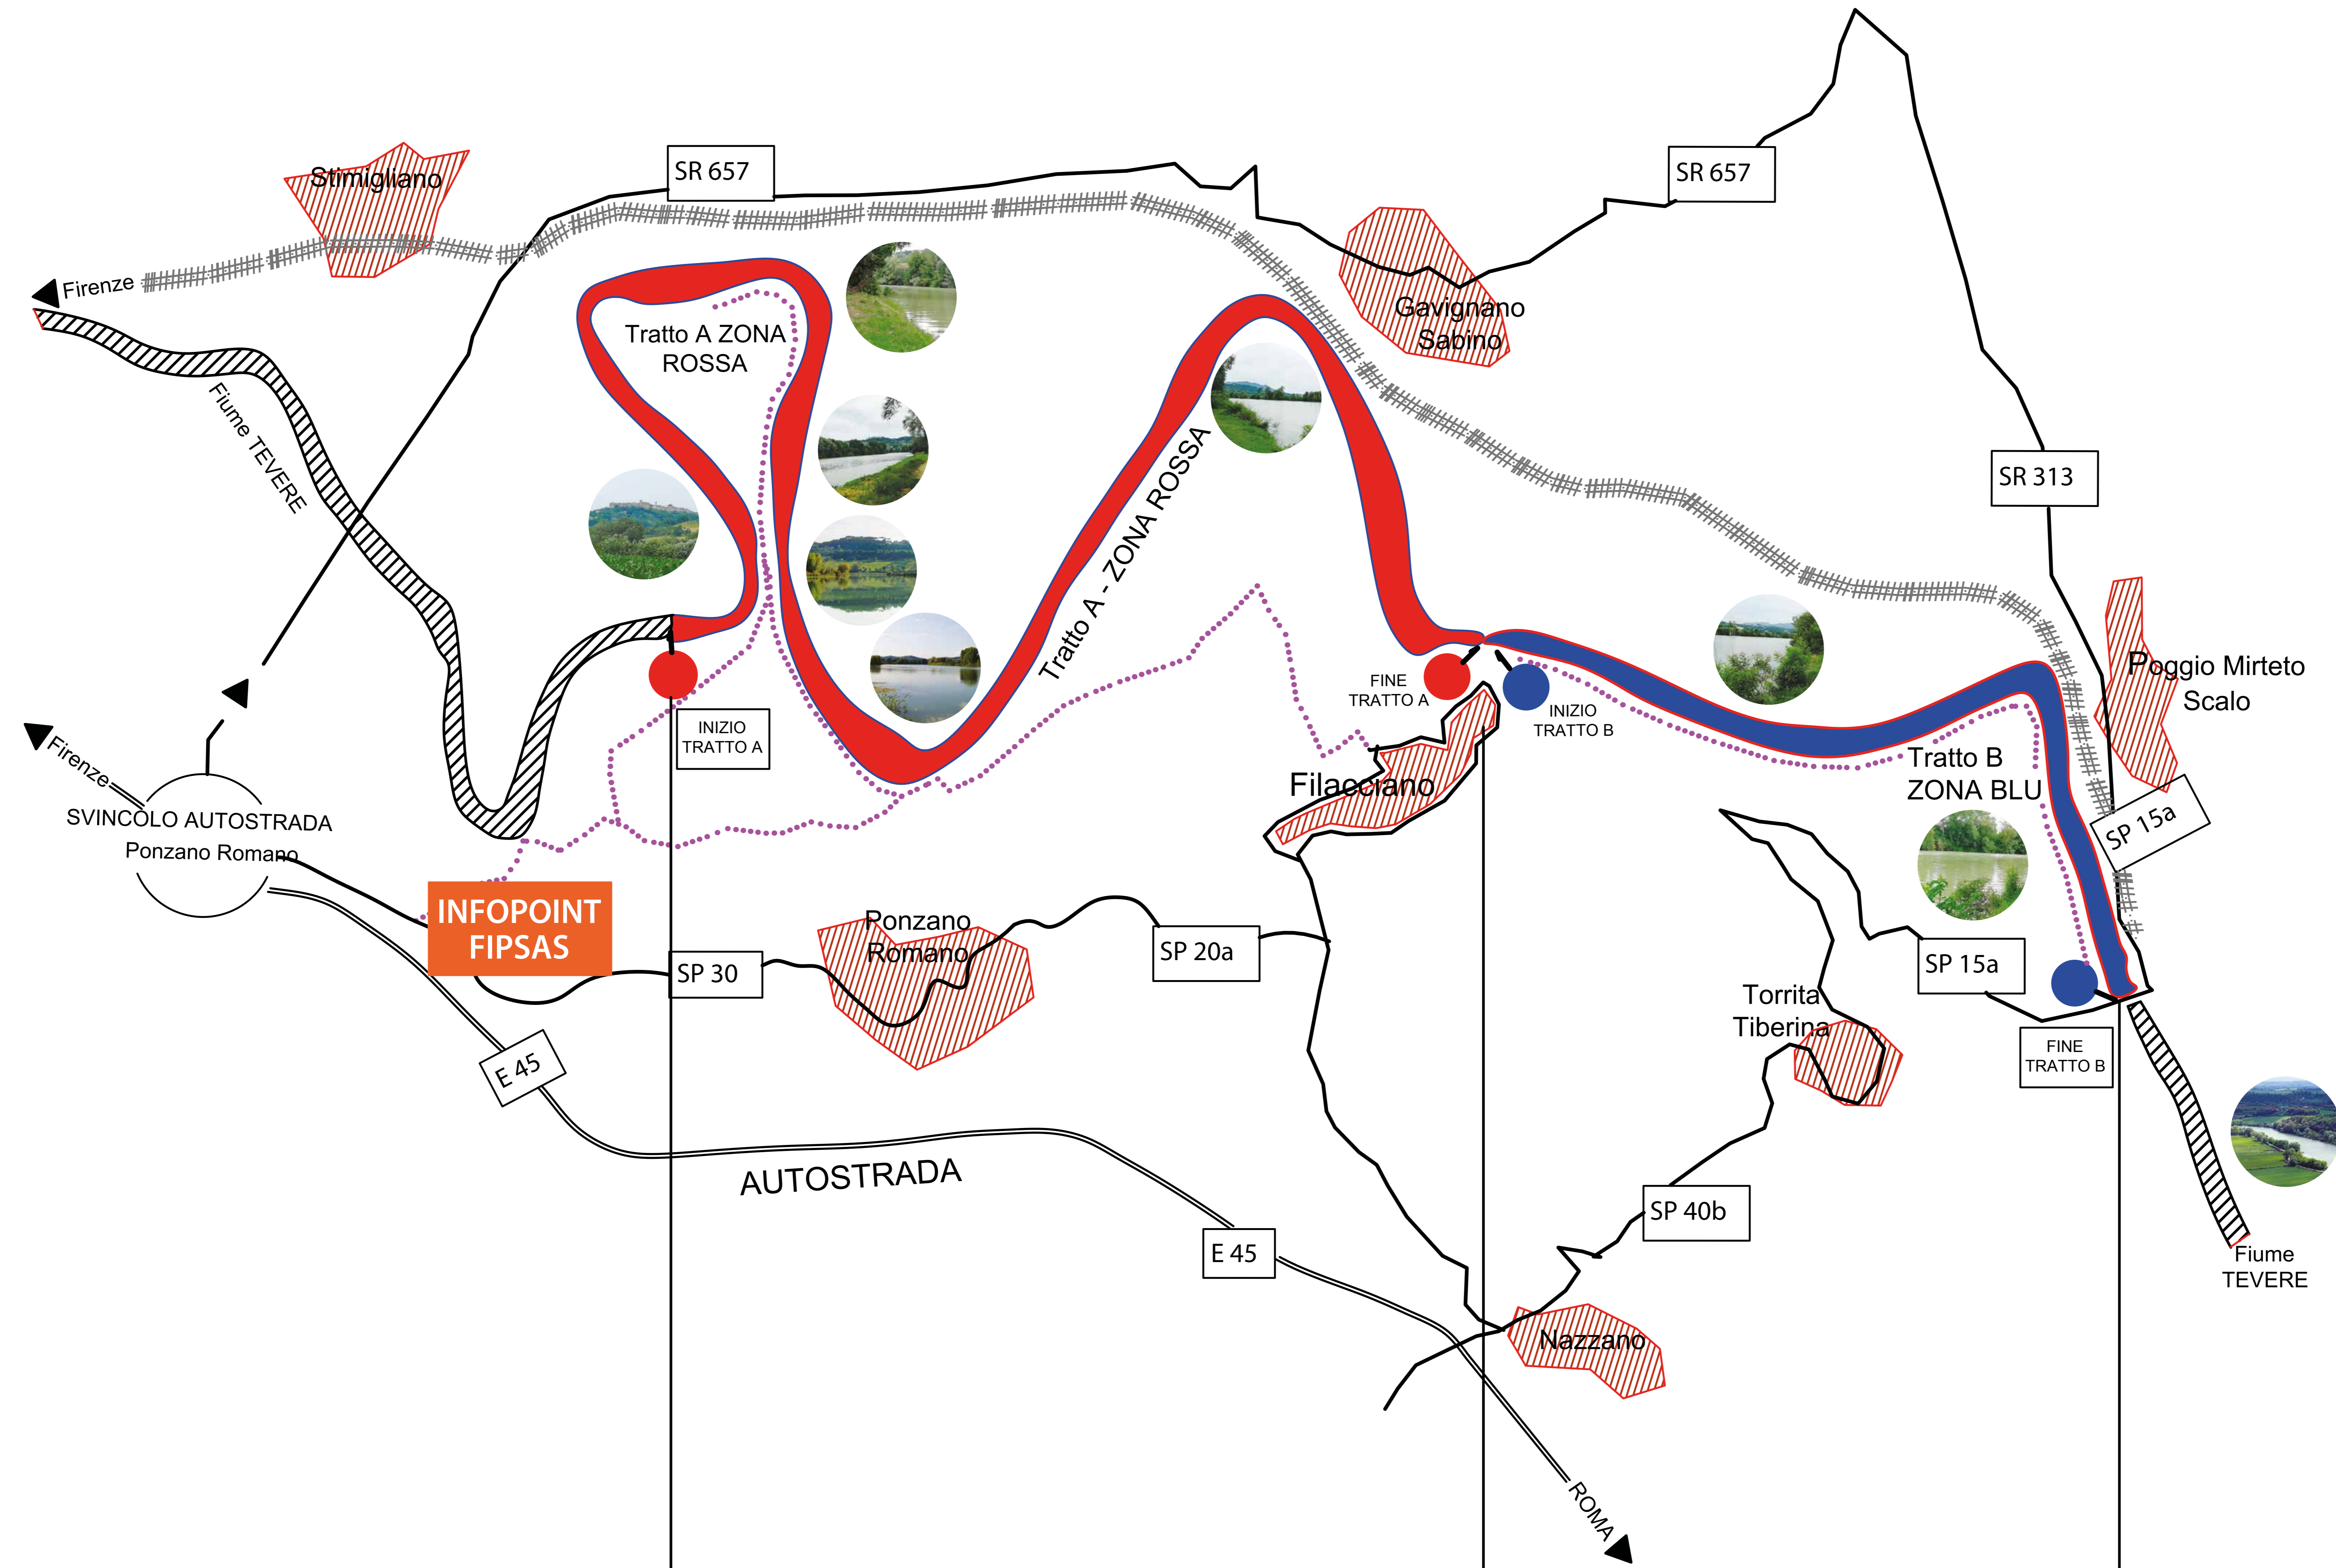 SR 657
SR 657
Stimigliano
Firenze
Gavignano
Sabino
Tratto A ZONA
ROSSA
Fiume TEVERE
Tratto A - ZONA ROSSA
SR 313
Poggio Mirteto
Scalo
FINE
TRATTO A
INIZIO
TRATTO B
INIZIO
TRATTO A
Firenze
Filacciano
Tratto B
ZONA BLU
SVINCOLO AUTOSTRADA
Ponzano Romano
SP 15a
INFOPOINT
FIPSAS
Ponzano
Romano
SP 30
SP 20a
SP 15a
Torrita
Tiberina
FINE
TRATTO B
E 45
AUTOSTRADA
SP 40b
E 45
Fiume
TEVERE
Nazzano
ROMA